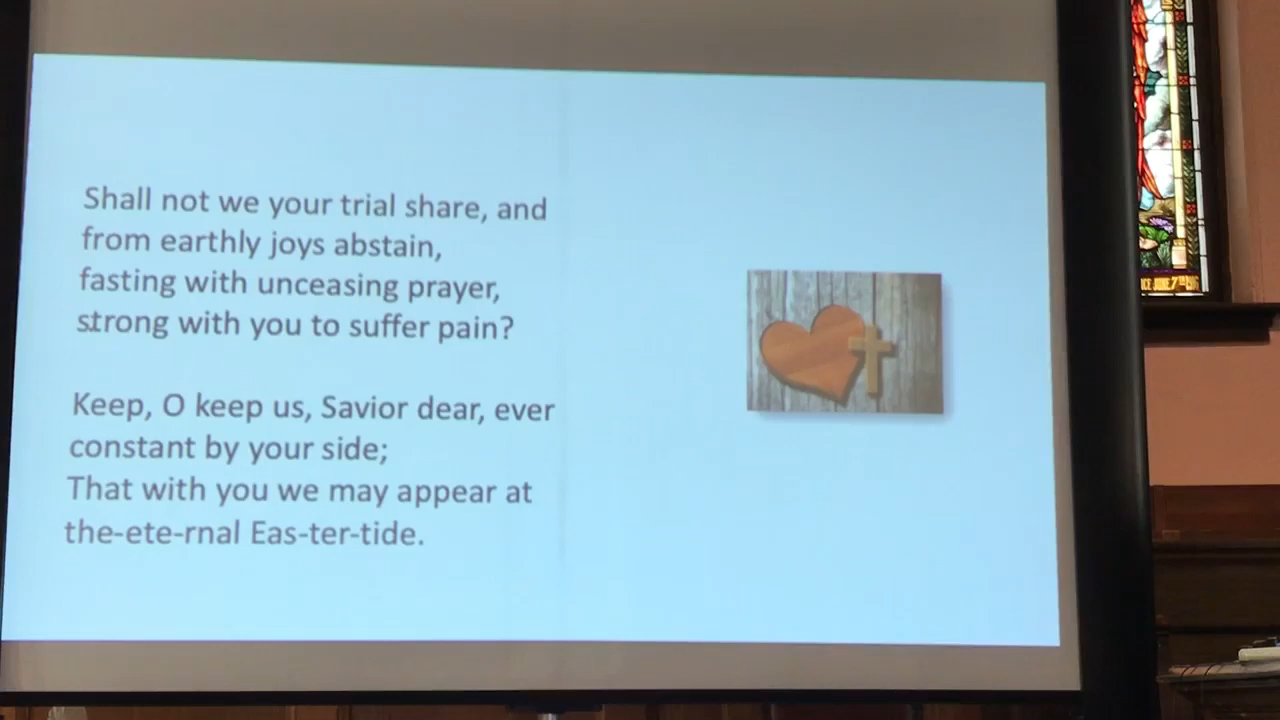 Shall not we your trial share, and
from earthly joys abstain,
fasting with unceasing prayer,
strong with you to suffer pain?
Keep, O keep us, Savior dear, ever
constant by your side;
That with you we may appear at
the-ete-rnal Eas-ter-tide.
JUNE 7